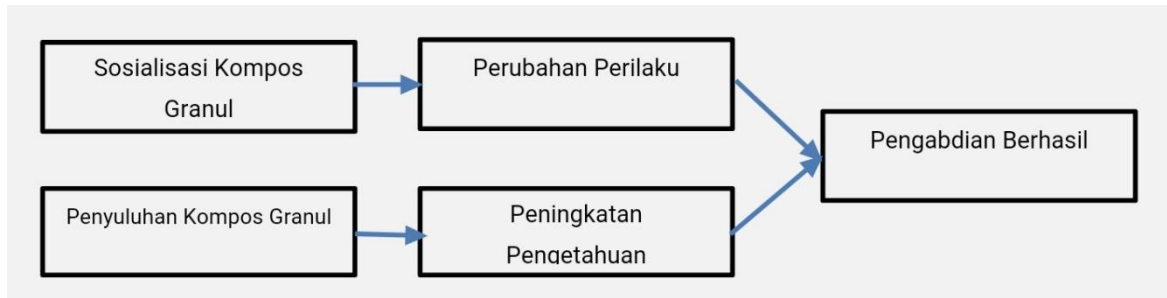 Sosialisasi Kompos
Granul
Perubahan Perilaku
Pengabdian Berhasil
Penyuluhan Kompos Granul
Peningkatan
Pengetahuan